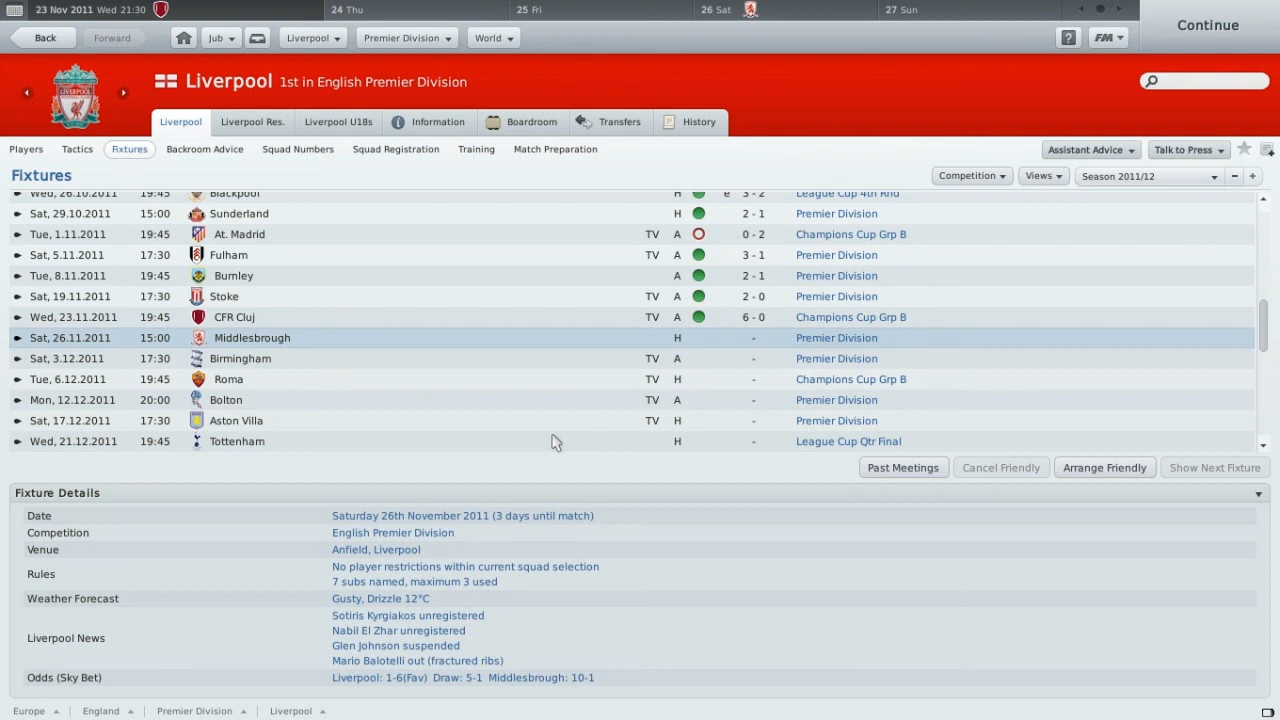 23 Nov 2011 Wed 21:30 24 Thu 25 Fri 26 Sat 27 Sun
Continue
Back Forward Job Liverpool Premier Division World ? FM
Liverpool 1st in English Premier Division
Liverpool Liverpool Res. Liverpool U18s Information Boardroom Transfers History
Players Tactics Fixtures Backroom Advice Squad Numbers Squad Registration Training Match Preparation Assistant Advice Talk to Press
Fixtures Competition Views Season 2011/12 - +
Wed, 26.10.2011 19:45 Blackpool H e 3 - 2 League Cup 4th Rnd
Sat, 29.10.2011 15:00 Sunderland H 2 - 1 Premier Division
Tue, 1.11.2011 19:45 At. Madrid TV A 0 - 2 Champions Cup Grp B
Sat, 5.11.2011 17:30 Fulham TV A 3 - 1 Premier Division
Tue, 8.11.2011 19:45 Burnley A 2 - 1 Premier Division
Sat, 19.11.2011 17:30 Stoke TV A 2 - 0 Premier Division
Wed, 23.11.2011 19:45 CFR Cluj TV A 6 - 0 Champions Cup Grp B
Sat, 26.11.2011 15:00 Middlesbrough H - Premier Division
Sat, 3.12.2011 17:30 Birmingham TV A - Premier Division
Tue, 6.12.2011 19:45 Roma TV H - Champions Cup Grp B
Mon, 12.12.2011 20:00 Bolton TV A - Premier Division
Sat, 17.12.2011 17:30 Aston Villa TV H - Premier Division
Wed, 21.12.2011 19:45 Tottenham H - League Cup Qtr Final
Past Meetings Cancel Friendly Arrange Friendly Show Next Fixture
Fixture Details
Date Saturday 26th November 2011 (3 days until match)
Competition English Premier Division
Venue Anfield, Liverpool
Rules No player restrictions within current squad selection
7 subs named, maximum 3 used
Weather Forecast Gusty, Drizzle 12°C
Liverpool News Sotiris Kyrgiakos unregistered
Nabil El Zhar unregistered
Glen Johnson suspended
Mario Balotelli out (fractured ribs)
Odds (Sky Bet) Liverpool: 1-6(Fav) Draw: 5-1 Middlesbrough: 10-1
Europe England Premier Division Liverpool